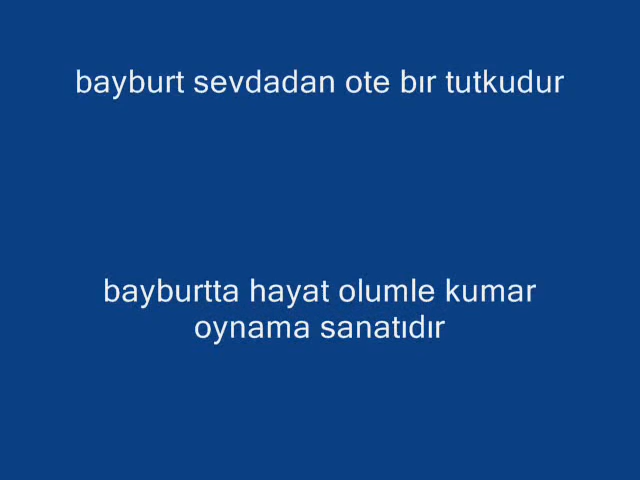 bayburt sevdadan ote bır tutkudur
bayburtta hayat olumle kumar
oynama sanatıdır